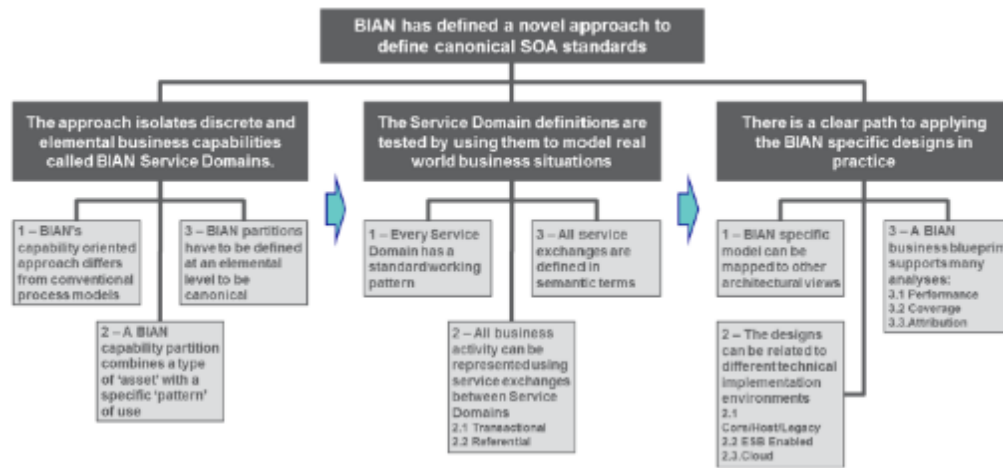 BIAN has defined a novel approach to
define canonical SOA standards
The approach isolates discrete and
elemental business capabilities
called BIAN Service Domains.
1 – BIAN's
capability oriented
approach differs
from conventional
process models
3 – BIAN partitions
have to be defined
at an elemental
level to be
canonical
2 – A BIAN
capability partition
combines a type
of 'asset' with a
specific 'pattern' of
use
The Service Domain definitions are
tested by using them to model real
world business situations
1 – Every Service
Domain has a
standard working
pattern
3 – All service
exchanges are
defined in
semantic terms
2 – All business
activity can be
represented using
service exchanges
between Service
Domains
2.1 Transactional
2.2 Referential
There is a clear path to applying
the BIAN specific designs in
practice
1 – BIAN specific
model can be
mapped to other
architectural views
3 – A BIAN
business blueprint
supports many
analyses:
3.1 Performance
3.2 Coverage
3.3.Attribution
2 – The designs
can be related to
different technical
implementation
environments
2.1
Core/Host/Legacy
2.2 ESB Enabled
2.3.Cloud